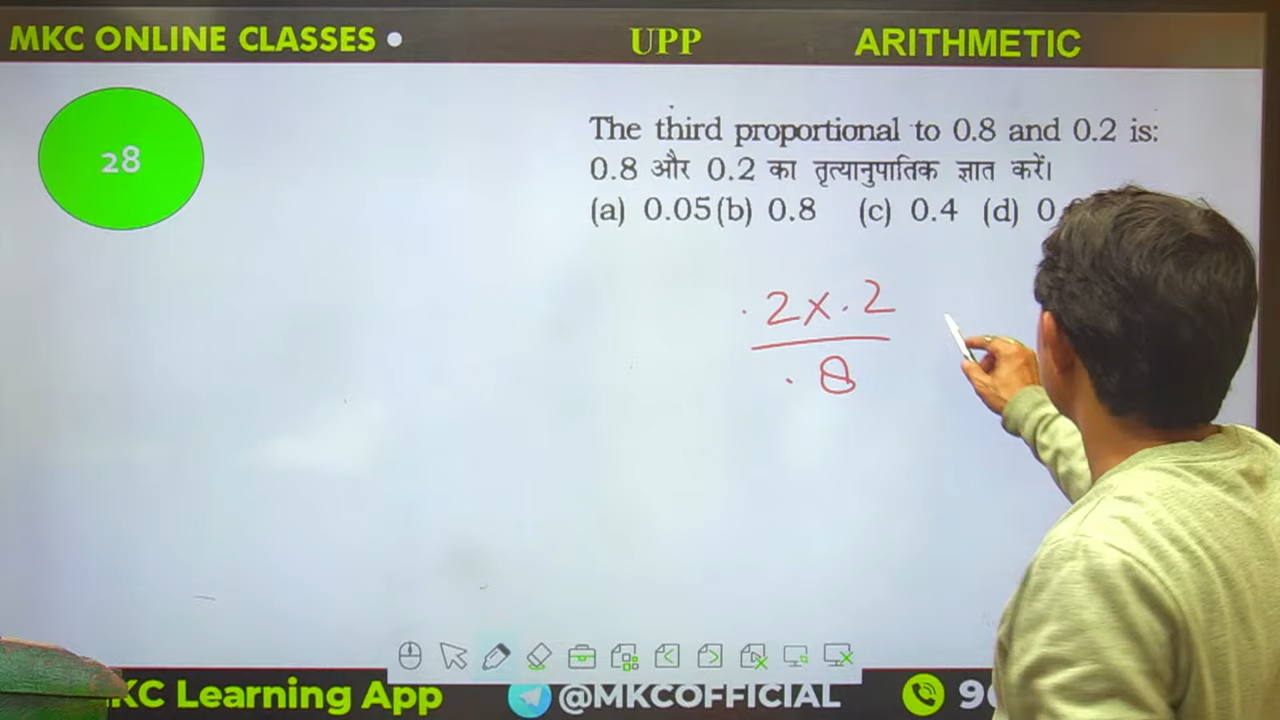 MKC ONLINE CLASSES • UPP ARITHMETIC
28
The third proportional to 0.8 and 0.2 is:
0.8 और 0.2 का तृत्यानुपातिक ज्ञात करें।
(a) 0.05 (b) 0.8 (c) 0.4 (d)
.2 x .2
.8
KC Learning App @MKCOFFICIAL